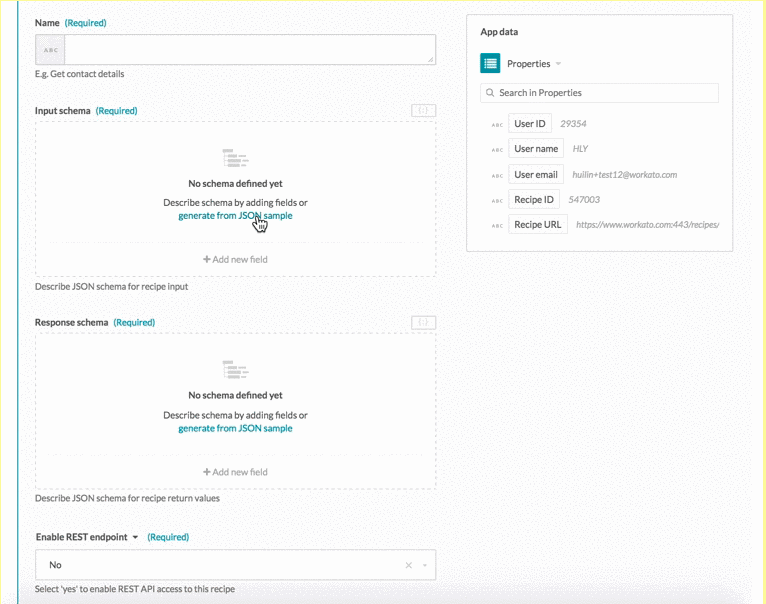 Name (Required)
ABC
E.g. Get contact details
Input schema (Required)
{;}
No schema defined yet
Describe schema by adding fields or
generate from JSON sample
+ Add new field
Describe JSON schema for recipe input
Response schema (Required)
{;}
No schema defined yet
Describe schema by adding fields or
generate from JSON sample
+ Add new field
Describe JSON schema for recipe return values
Enable REST endpoint (Required)
No
Select 'yes' to enable REST API access to this recipe
App data
Properties
Search in Properties
ABC User ID 29354
ABC User name HLY
ABC User email huilin+test12@workato.com
ABC Recipe ID 547003
ABC Recipe URL https://www.workato.com:443/recipes/